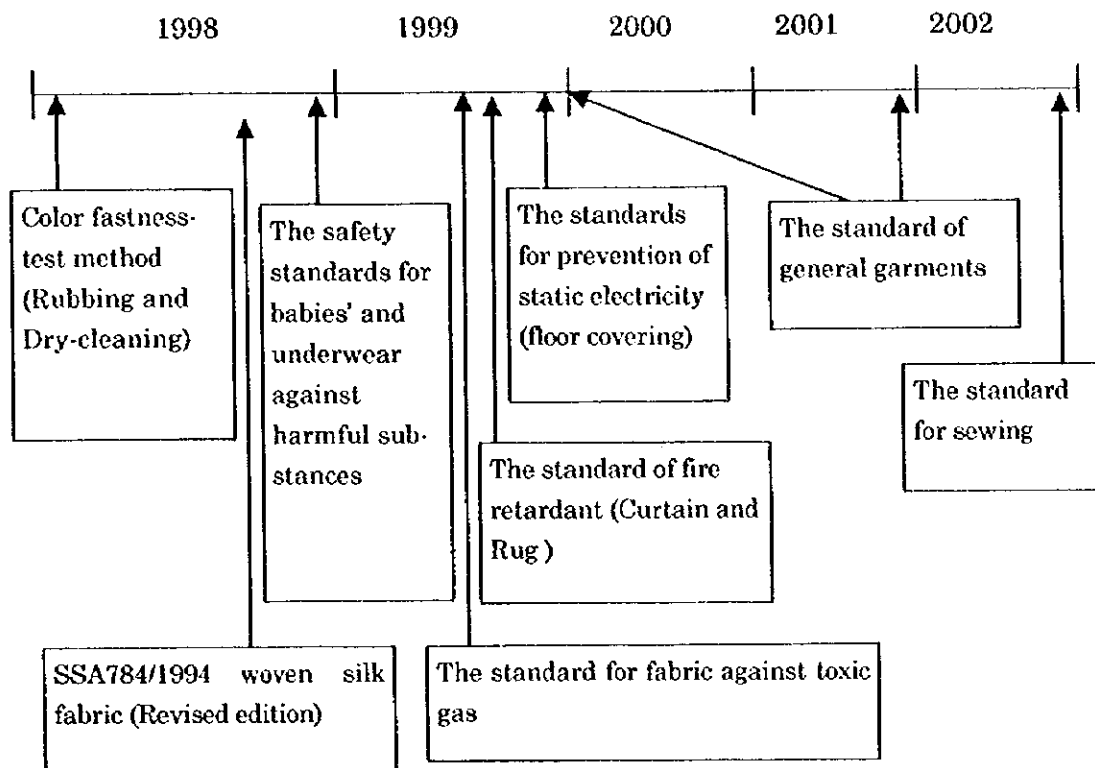 1998 1999 2000 2001 2002
Color fastness-
test method
(Rubbing and
Dry-cleaning)
The safety
standards for
babies' and
underwear
against
harmful sub-
stances
The standards
for prevention of
static electricity
(floor covering)
The standard of
general garments
The standard
for sewing
The standard of fire
retardant (Curtain and
Rug )
SSA784/1994 woven silk
fabric (Revised edition)
The standard for fabric against toxic
gas